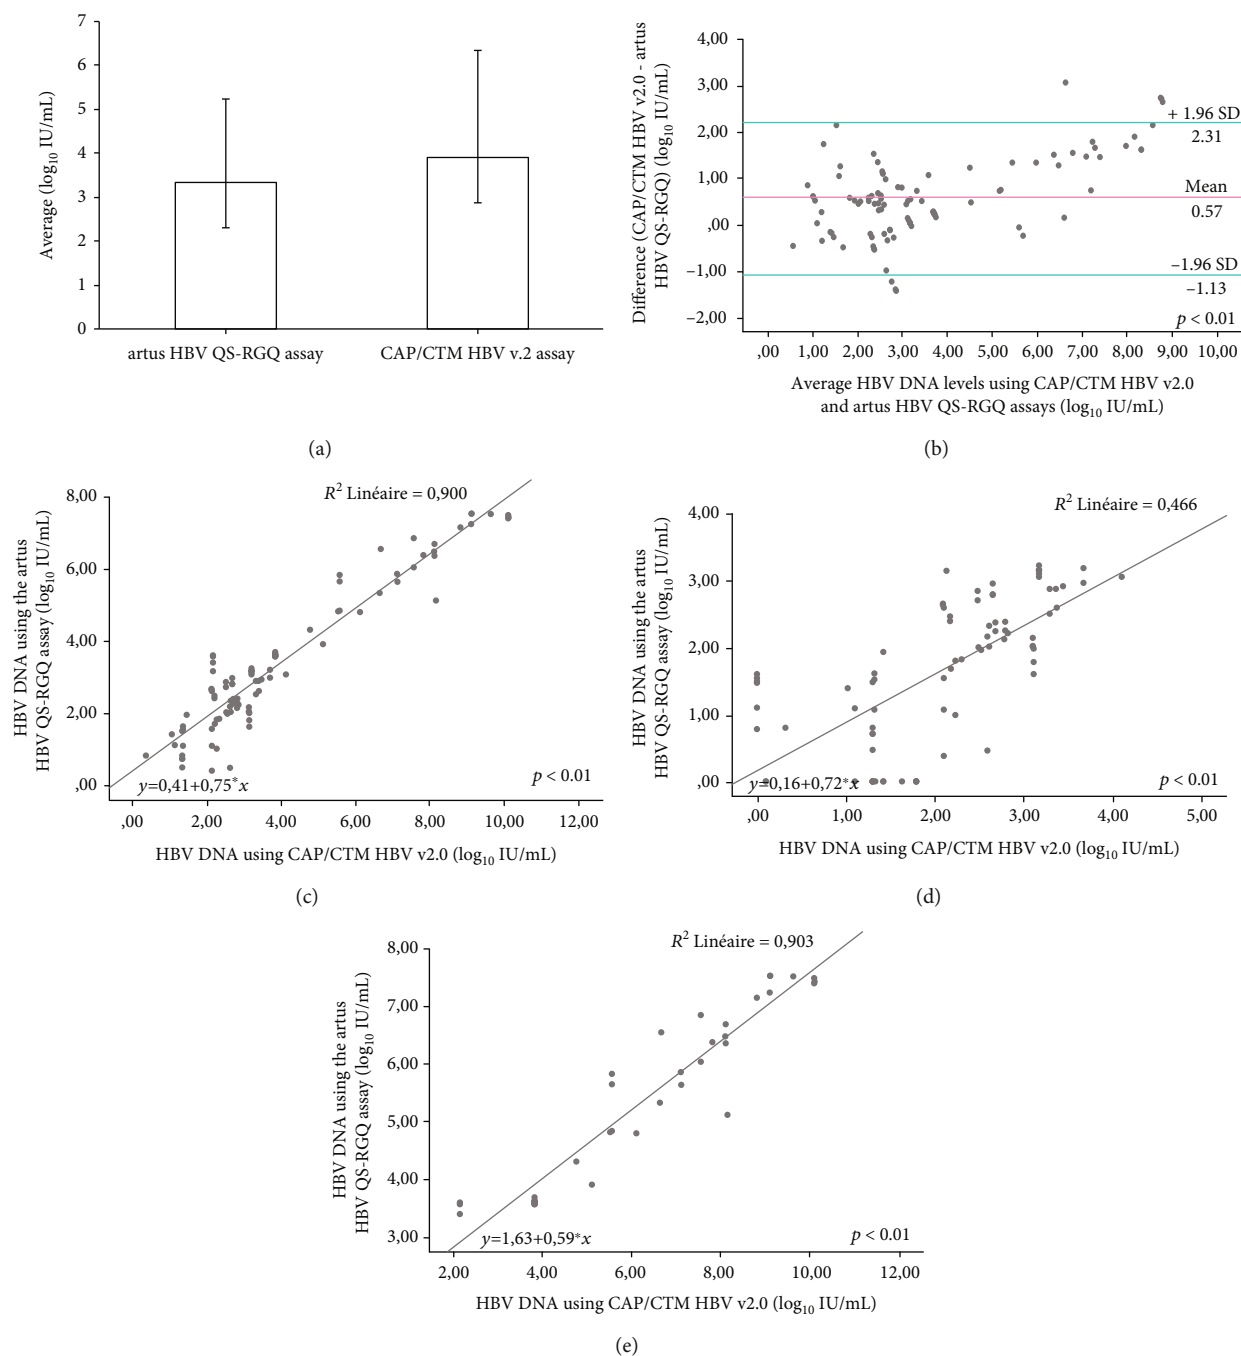 7
6
5
4
3
2
1
0
Average (log10 IU/mL)
artus HBV QS-RGQ assay
CAP/CTM HBV v.2 assay
(a)
4,00
3,00
2,00
1,00
,00
−1,00
−2,00
Difference (CAP/CTM HBV v2.0 - artus
HBV QS-RGQ)) (log10 IU/mL)
+ 1.96 SD
2.31
Mean
0.57
−1.96 SD
−1.13
p < 0.01
,00 1,00 2,00 3,00 4,00 5,00 6,00 7,00 8,00 9,00 10,00
Average HBV DNA levels using CAP/CTM HBV v2.0
and artus HBV QS-RGQ assays (log10 IU/mL)
(b)
R2 Linéaire = 0,900
8,00
6,00
4,00
2,00
,00
HBV DNA using the artus
HBV QS-RGQ assay (log10 IU/mL)
y=0,41+0,75*x
p < 0.01
,00 2,00 4,00 6,00 8,00 10,00 12,00
HBV DNA using CAP/CTM HBV v2.0 (log10 IU/mL)
(c)
R2 Linéaire = 0,466
4,00
3,00
2,00
1,00
,00
HBV DNA using the artus
HBV QS-RGQ assay (log10 IU/mL)
y=0,16+0,72*x
p < 0.01
,00 1,00 2,00 3,00 4,00 5,00
HBV DNA using CAP/CTM HBV v2.0 (log10 IU/mL)
(d)
R2 Linéaire = 0,903
8,00
7,00
6,00
5,00
4,00
3,00
HBV DNA using the artus
HBV QS-RGQ assay (log10 IU/mL)
y=1,63+0,59*x
p < 0.01
2,00 4,00 6,00 8,00 10,00 12,00
HBV DNA using CAP/CTM HBV v2.0 (log10 IU/mL)
(e)